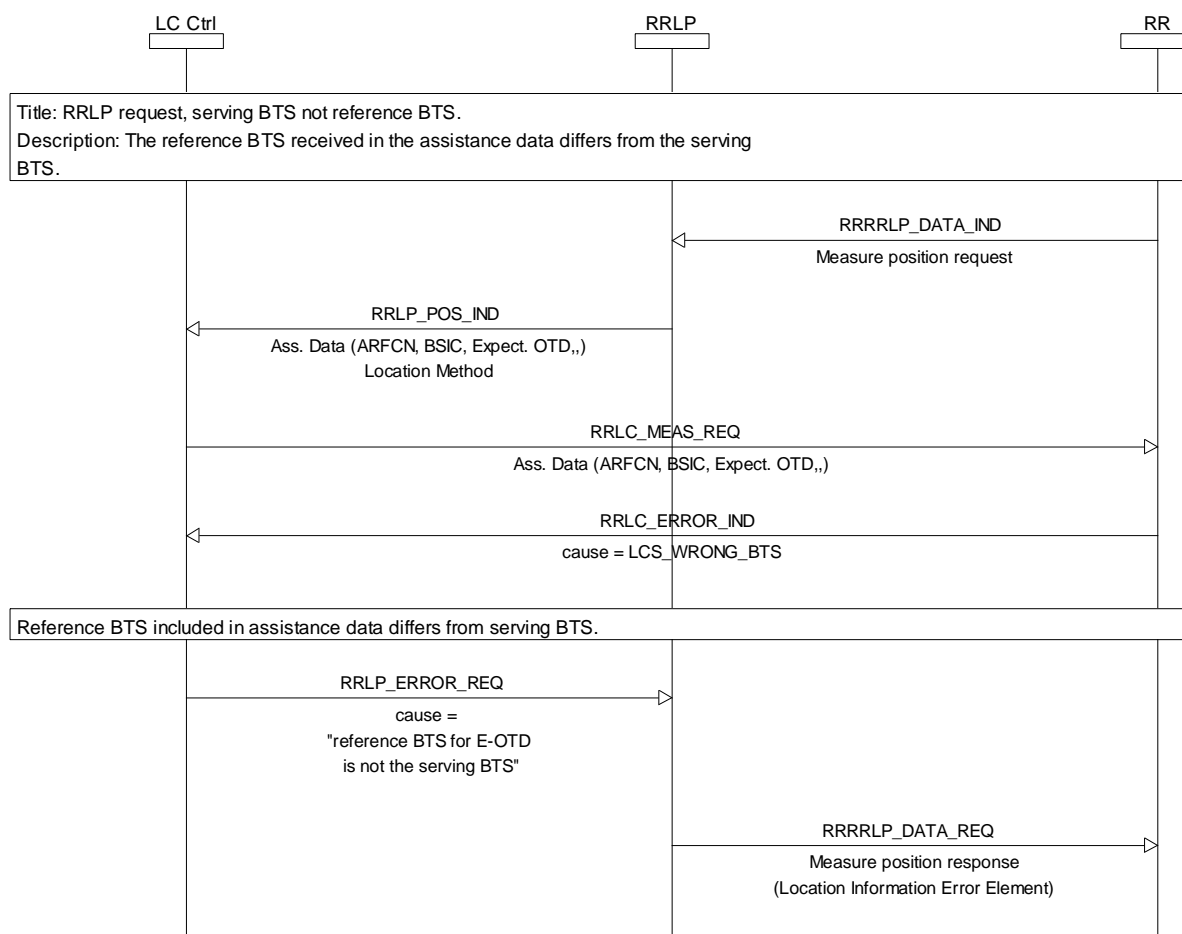 LC Ctrl
RRLP
RR
Title: RRLP request, serving BTS not reference BTS.
Description: The reference BTS received in the assistance data differs from the serving
BTS.
RRRRLP_DATA_IND
Measure position request
RRLP_POS_IND
Ass. Data (ARFCN, BSIC, Expect. OTD,,)
Location Method
RRLC_MEAS_REQ
Ass. Data (ARFCN, BSIC, Expect. OTD,,)
RRLC_ERROR_IND
cause = LCS_WRONG_BTS
Reference BTS included in assistance data differs from serving BTS.
RRLP_ERROR_REQ
cause =
"reference BTS for E-OTD
is not the serving BTS"
RRRRLP_DATA_REQ
Measure position response
(Location Information Error Element)